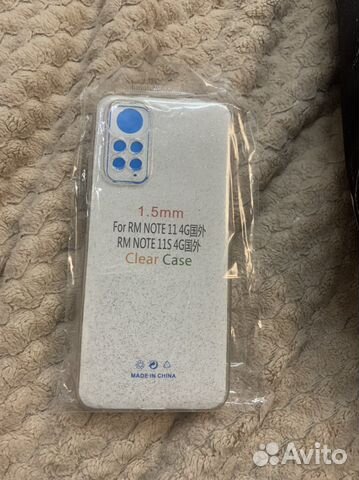 1.5mm
For RM NOTE 11 4G国外
RM NOTE 11S 4G国外
Clear Case
MADE IN CHINA
Avito